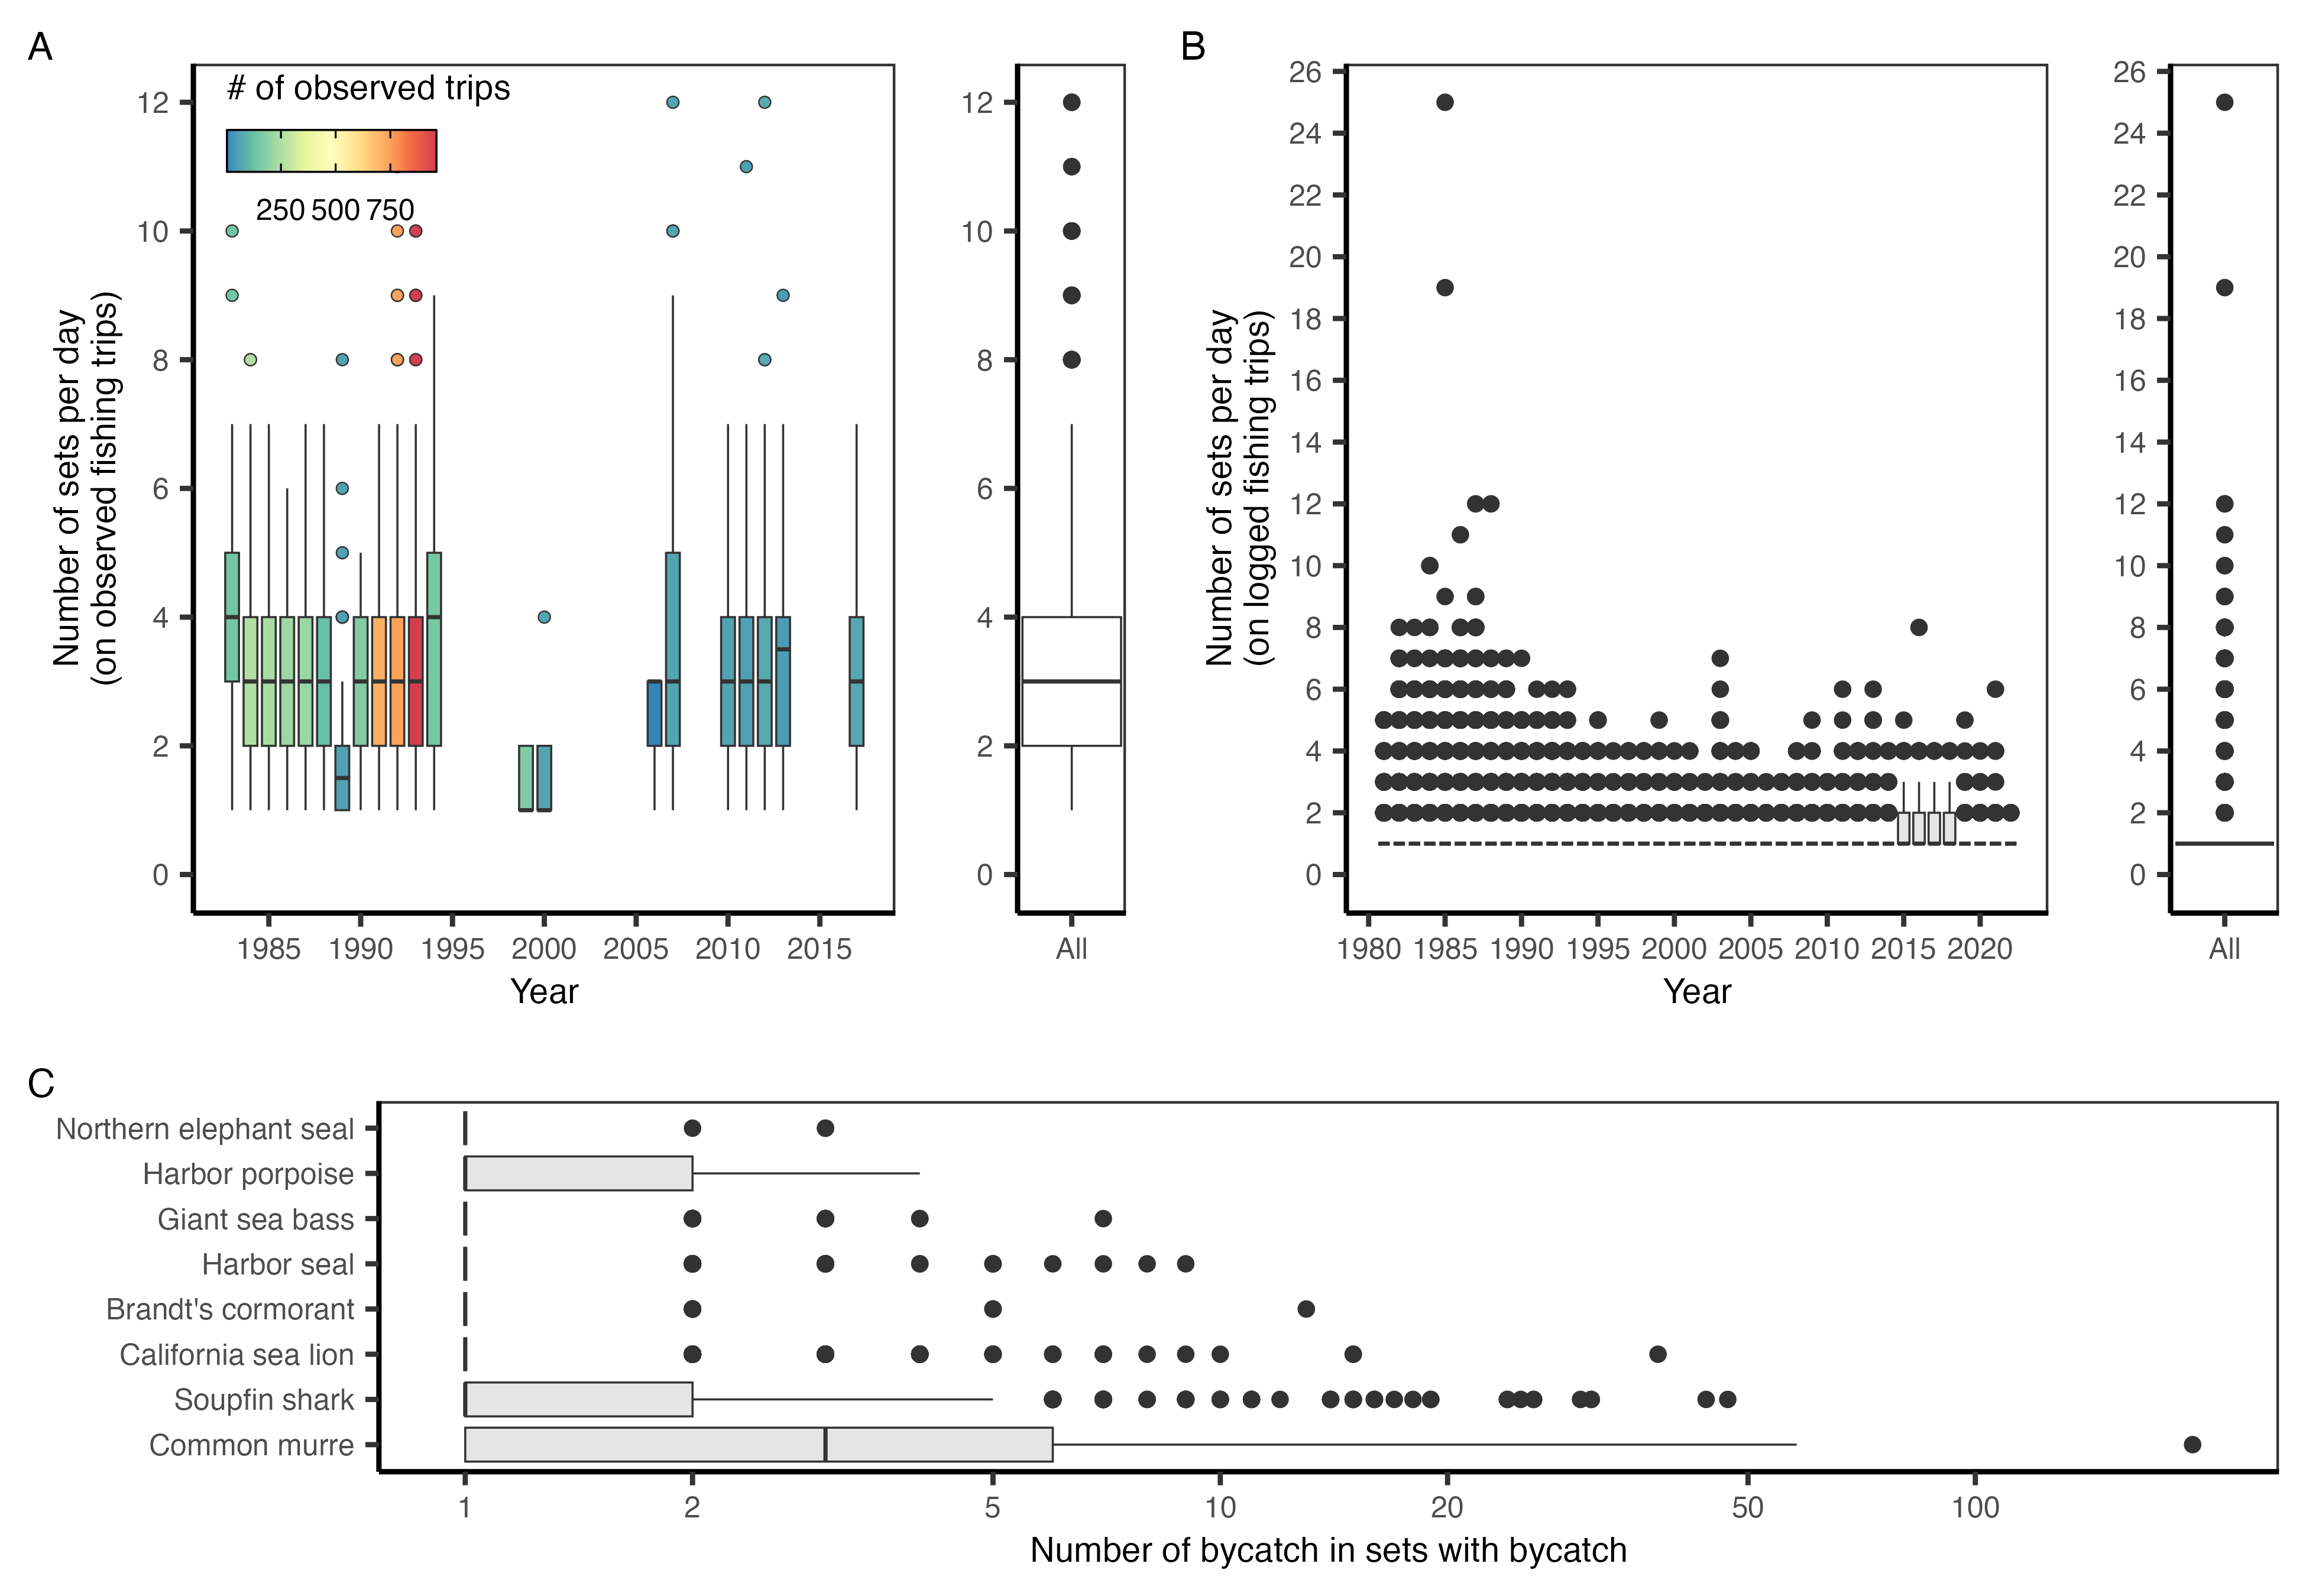 A
# of observed trips
250 500 750
12
10
8
6
4
2
0
Number of sets per day
(on observed fishing trips)
1985 1990 1995 2000 2005 2010 2015
Year
12
10
8
6
4
2
0
All
B
26
24
22
20
18
16
14
12
10
8
6
4
2
0
Number of sets per day
(on logged fishing trips)
1980 1985 1990 1995 2000 2005 2010 2015 2020
Year
26
24
22
20
18
16
14
12
10
8
6
4
2
0
All
C
Northern elephant seal
Harbor porpoise
Giant sea bass
Harbor seal
Brandt's cormorant
California sea lion
Soupfin shark
Common murre
1 2 5 10 20 50 100
Number of bycatch in sets with bycatch